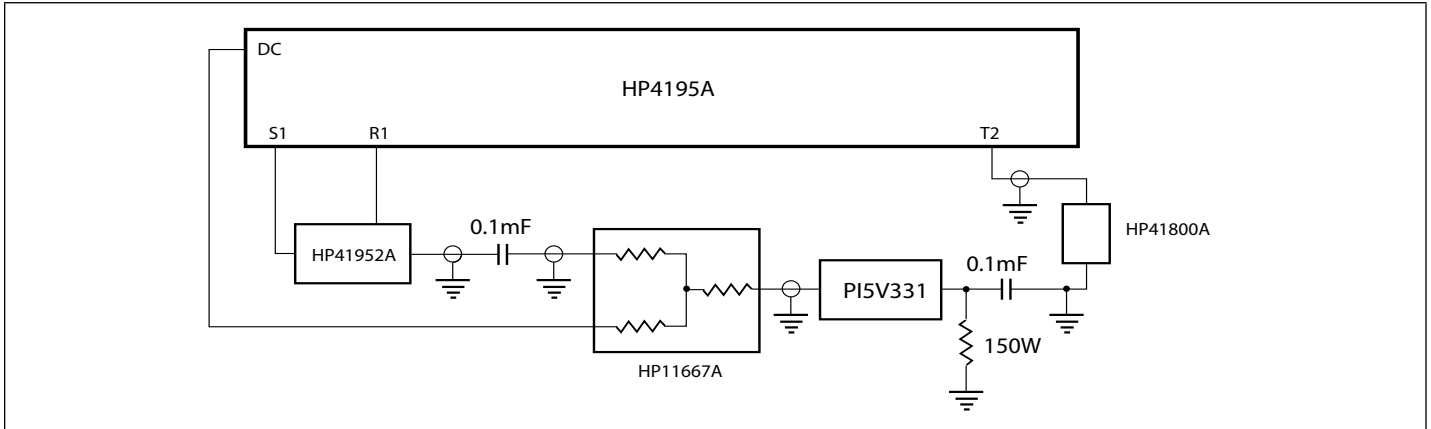 DC
HP4195A
S1
R1
T2
HP41952A
0.1mF
HP11667A
PI5V331
0.1mF
150W
HP41800A